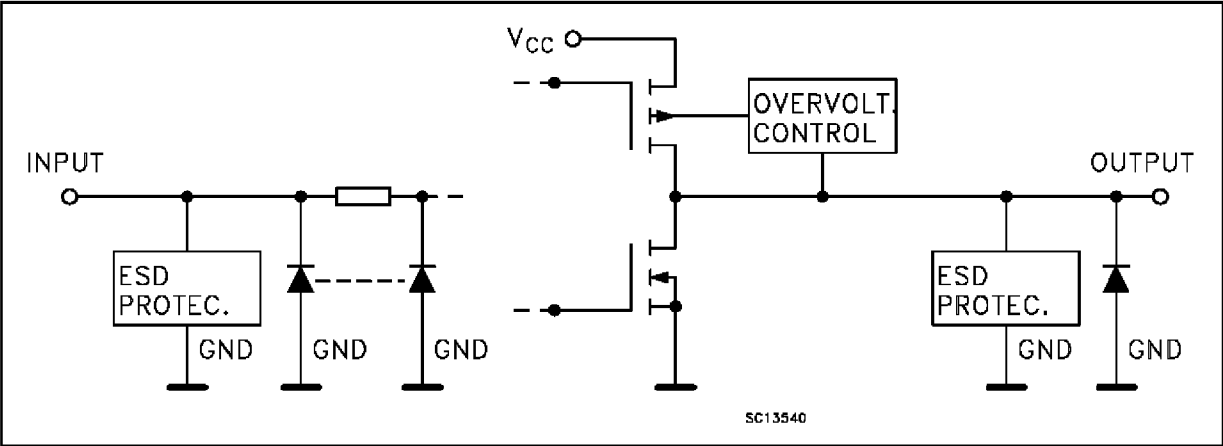 VCC
OVERVOLT.
CONTROL
INPUT
OUTPUT
ESD
PROTEC.
ESD
PROTEC.
GND
GND
GND
GND
GND
SC13540